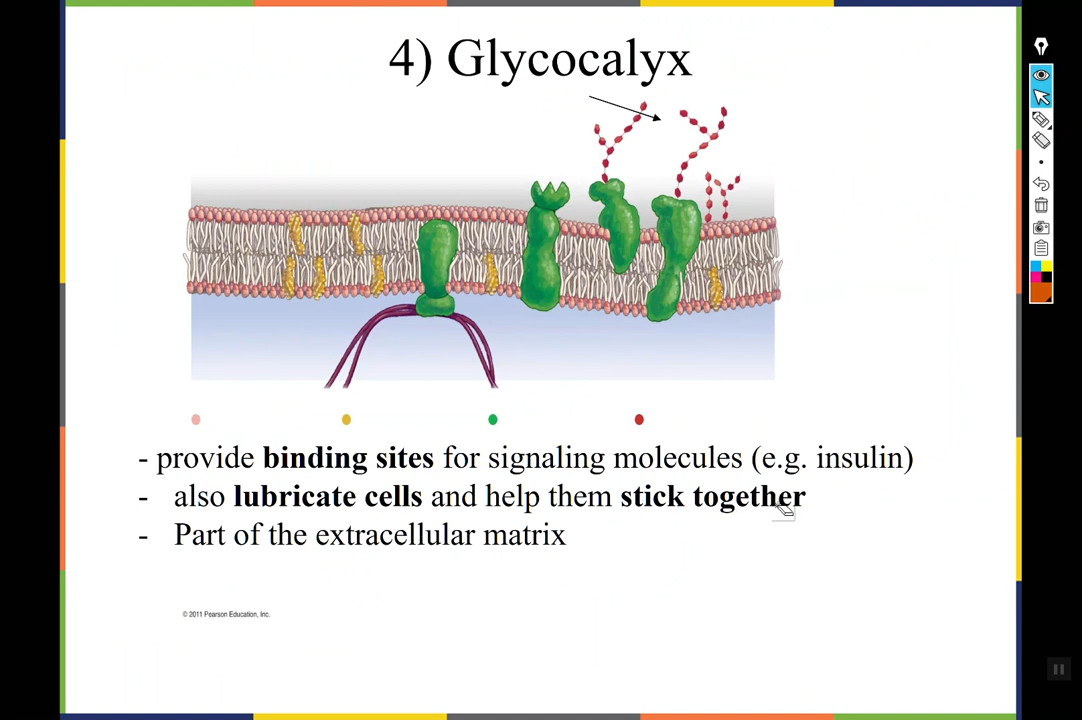 4) Glycocalyx
- provide binding sites for signaling molecules (e.g. insulin)
- also lubricate cells and help them stick together
- Part of the extracellular matrix
© 2011 Pearson Education, Inc.